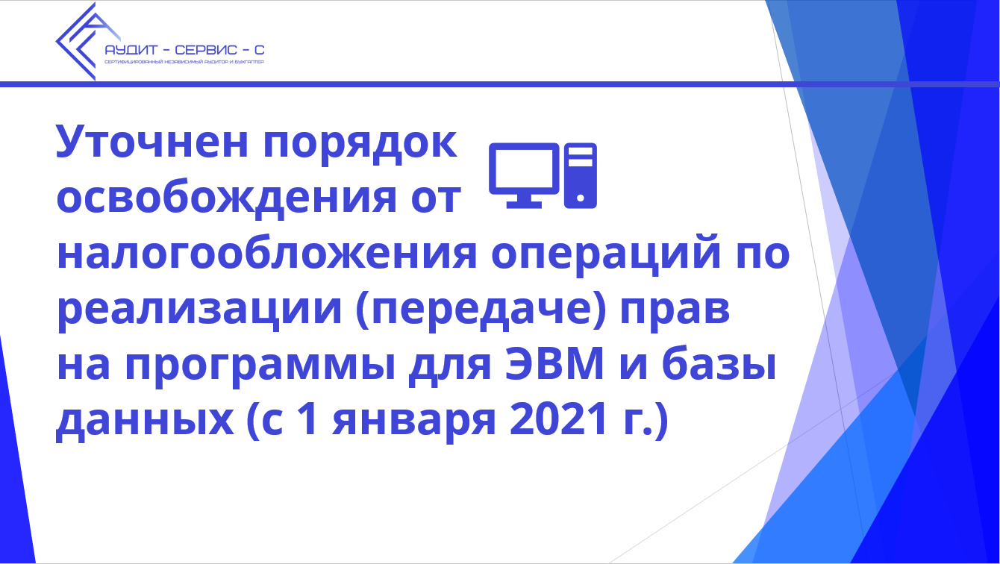 АУДИТ - СЕРВИС - С
СЕРТИФИЦИРОВАННЫЙ НЕЗАВИСИМЫЙ АУДИТОР И БУХГАЛТЕР
Уточнен порядок
освобождения от
налогообложения операций по
реализации (передаче) прав
на программы для ЭВМ и базы
данных (с 1 января 2021 г.)